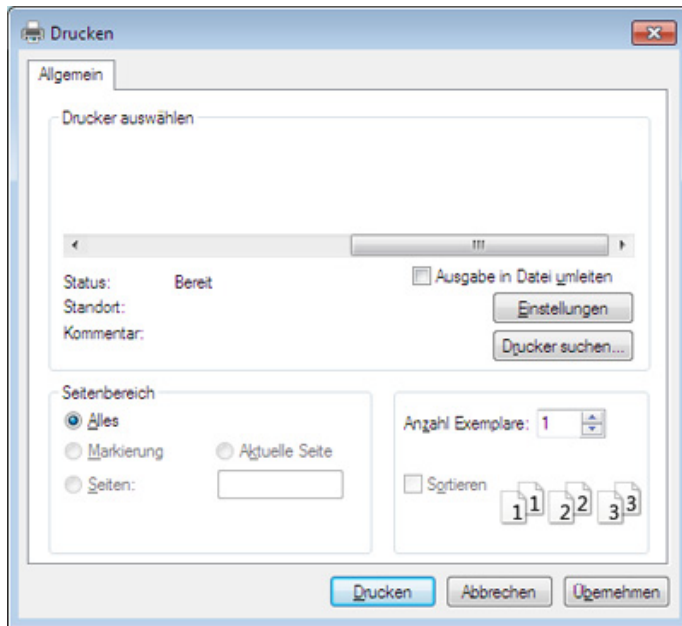 Drucken
Allgemein
Drucker auswählen
Status: Bereit
Ausgabe in Datei umleiten
Standort:
Einstellungen
Kommentar:
Drucker suchen...
Seitenbereich
Alles
Markierung
Aktuelle Seite
Seiten:
Anzahl Exemplare: 1
Sortieren
1 1 2 2 3 3
Drucken Abbrechen Übernehmen